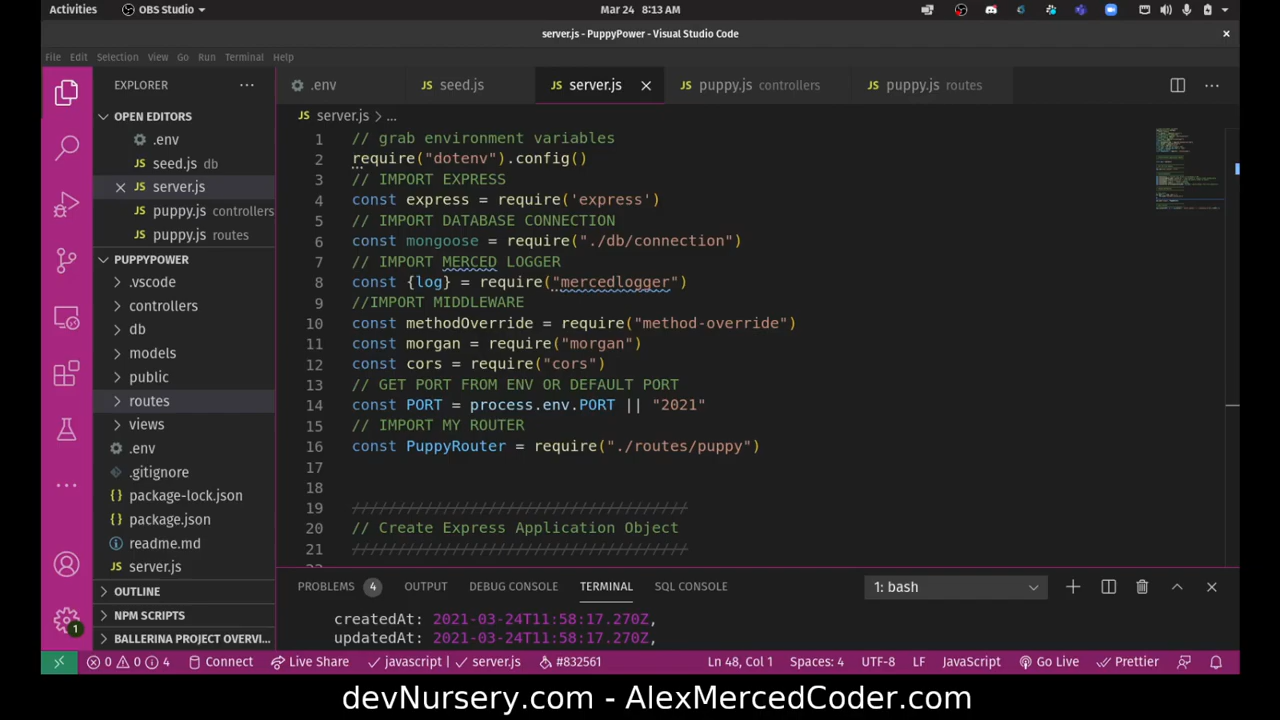 Activities
OBS Studio
Mar 24 8:13 AM
server.js - PuppyPower - Visual Studio Code
File Edit Selection View Go Run Terminal Help
EXPLORER
OPEN EDITORS
.env
seed.js db
server.js
puppy.js controllers
puppy.js routes
PUPPYPOWER
.vscode
controllers
db
models
public
routes
views
.env
.gitignore
package-lock.json
package.json
readme.md
server.js
OUTLINE
NPM SCRIPTS
BALLERINA PROJECT OVERVI...
1
.env
seed.js
server.js
puppy.js controllers
puppy.js routes
server.js > ...
1 // grab environment variables
2 require("dotenv").config()
3 // IMPORT EXPRESS
4 const express = require('express')
5 // IMPORT DATABASE CONNECTION
6 const mongoose = require("./db/connection")
7 // IMPORT MERCED LOGGER
8 const {log} = require("mercedlogger")
9 //IMPORT MIDDLEWARE
10 const methodOverride = require("method-override")
11 const morgan = require("morgan")
12 const cors = require("cors")
13 // GET PORT FROM ENV OR DEFAULT PORT
14 const PORT = process.env.PORT || "2021"
15 // IMPORT MY ROUTER
16 const PuppyRouter = require("./routes/puppy")
17
18
19 /////////////////////////////////////
20 // Create Express Application Object
21 /////////////////////////////////////
PROBLEMS 4 OUTPUT DEBUG CONSOLE TERMINAL SQL CONSOLE
1: bash
createdAt: 2021-03-24T11:58:17.270Z,
updatedAt: 2021-03-24T11:58:17.270Z,
0 0 4 Connect Live Share javascript | server.js #832561 Ln 48, Col 1 Spaces: 4 UTF-8 LF JavaScript Go Live Prettier
devNursery.com - AlexMercedCoder.com